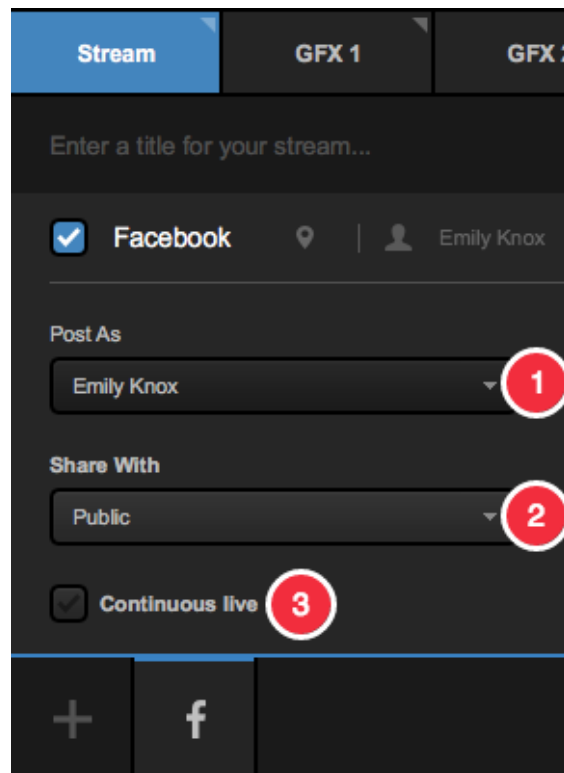 Stream GFX 1 GFX 2
Enter a title for your stream...
Facebook Emily Knox
Post As
Emily Knox 1
Share With
Public 2
Continuous live 3
f